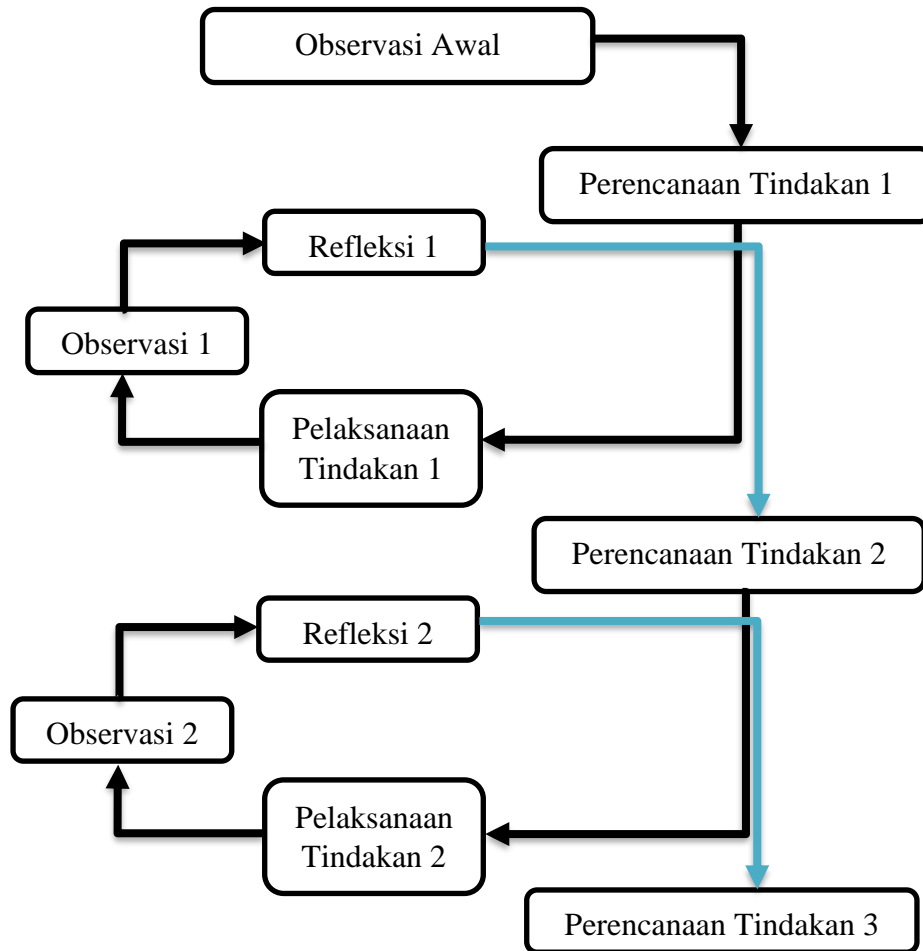 Observasi Awal
Perencanaan Tindakan 1
Refleksi 1
Observasi 1
Pelaksanaan
Tindakan 1
Perencanaan Tindakan 2
Refleksi 2
Observasi 2
Pelaksanaan
Tindakan 2
Perencanaan Tindakan 3